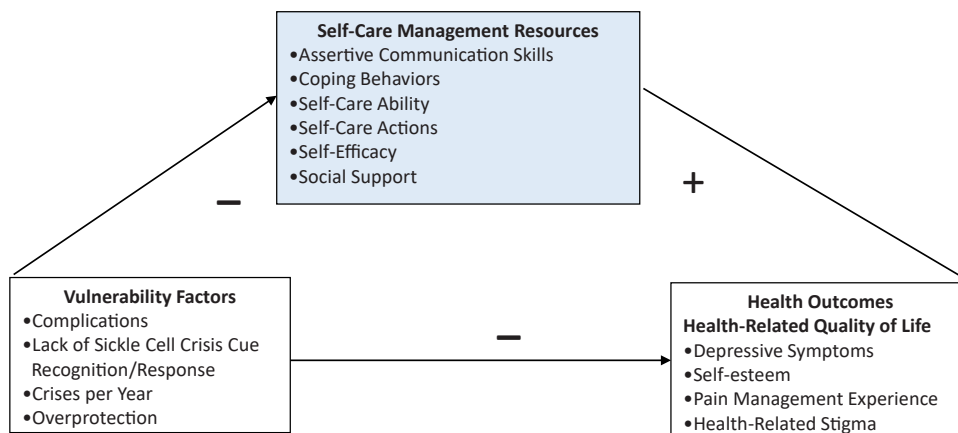 Self-Care Management Resources
•Assertive Communication Skills
•Coping Behaviors
•Self-Care Ability
•Self-Care Actions
•Self-Efficacy
•Social Support
−
+
Vulnerability Factors
•Complications
•Lack of Sickle Cell Crisis Cue
Recognition/Response
•Crises per Year
•Overprotection
−
Health Outcomes
Health-Related Quality of Life
•Depressive Symptoms
•Self-esteem
•Pain Management Experience
•Health-Related Stigma